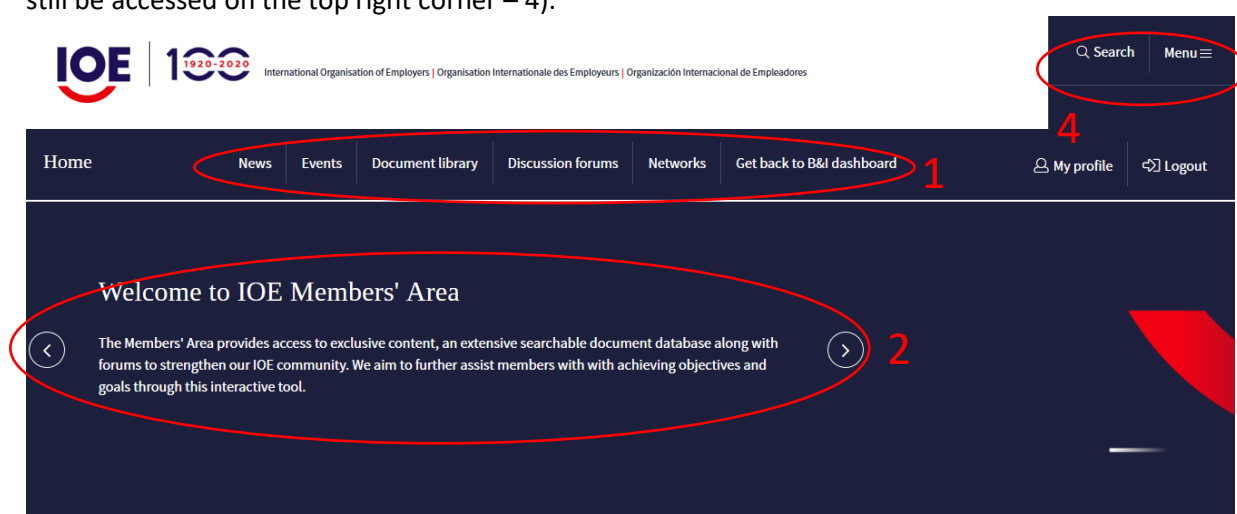 still be accessed on the top right corner – 4).
IOE 100 1920-2020 International Organisation of Employers | Organisation Internationale des Employeurs | Organización Internacional de Empleadores
Search Menu
4
Home News Events Document library Discussion forums Networks Get back to B&I dashboard 1 My profile Logout
Welcome to IOE Members' Area
The Members' Area provides access to exclusive content, an extensive searchable document database along with
forums to strengthen our IOE community. We aim to further assist members with with achieving objectives and
goals through this interactive tool.
2